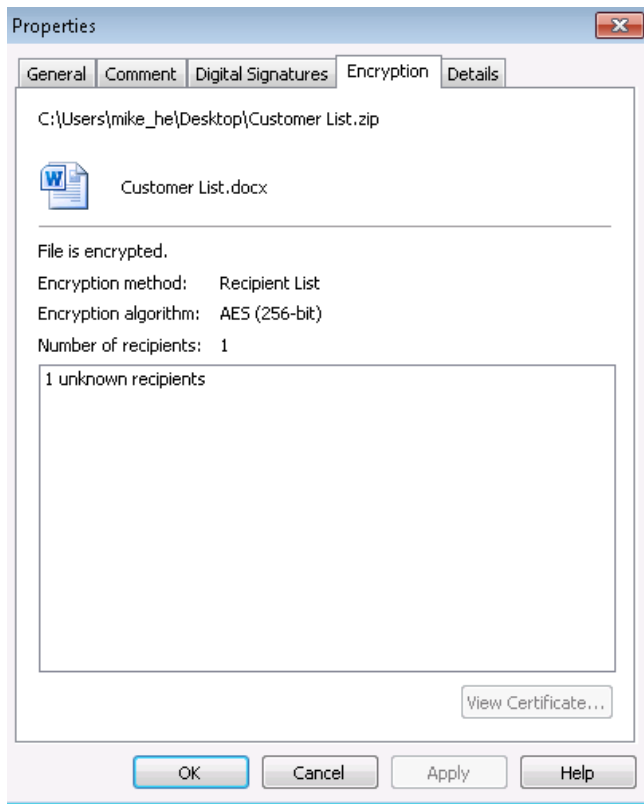 Properties
General Comment Digital Signatures Encryption Details
C:\Users\mike_he\Desktop\Customer List.zip
W Customer List.docx
File is encrypted.
Encryption method: Recipient List
Encryption algorithm: AES (256-bit)
Number of recipients: 1
1 unknown recipients
View Certificate...
OK Cancel Apply Help